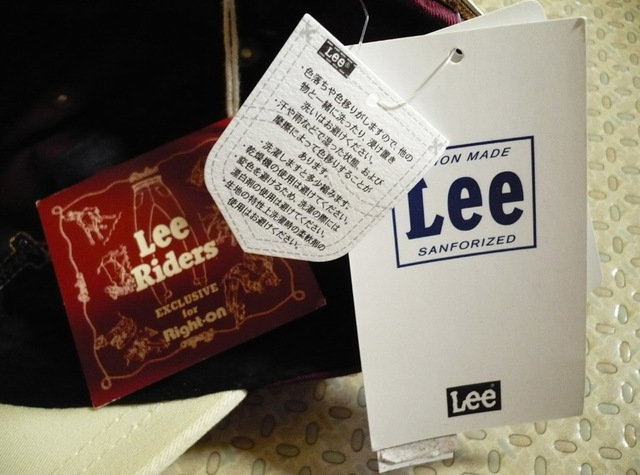 Lee
・色落ちや色移りがしますので、他の
物と一緒に洗ったり、浸け置き
洗いはお避けください。
・汗や雨などで湿った状態、および
摩擦によって色移りすることが
あります。
・洗濯しますと多少縮みます。
・乾燥機の使用は避けてください。
・変色を避けるため、洗濯の際には
漂白剤の使用は避けてください。
・生地の特性上洗濯時の柔軟剤の
使用はお避けください。
Lee
Riders
EXCLUSIVE
for
Right-on
ION MADE
Lee
SANFORIZED
Lee